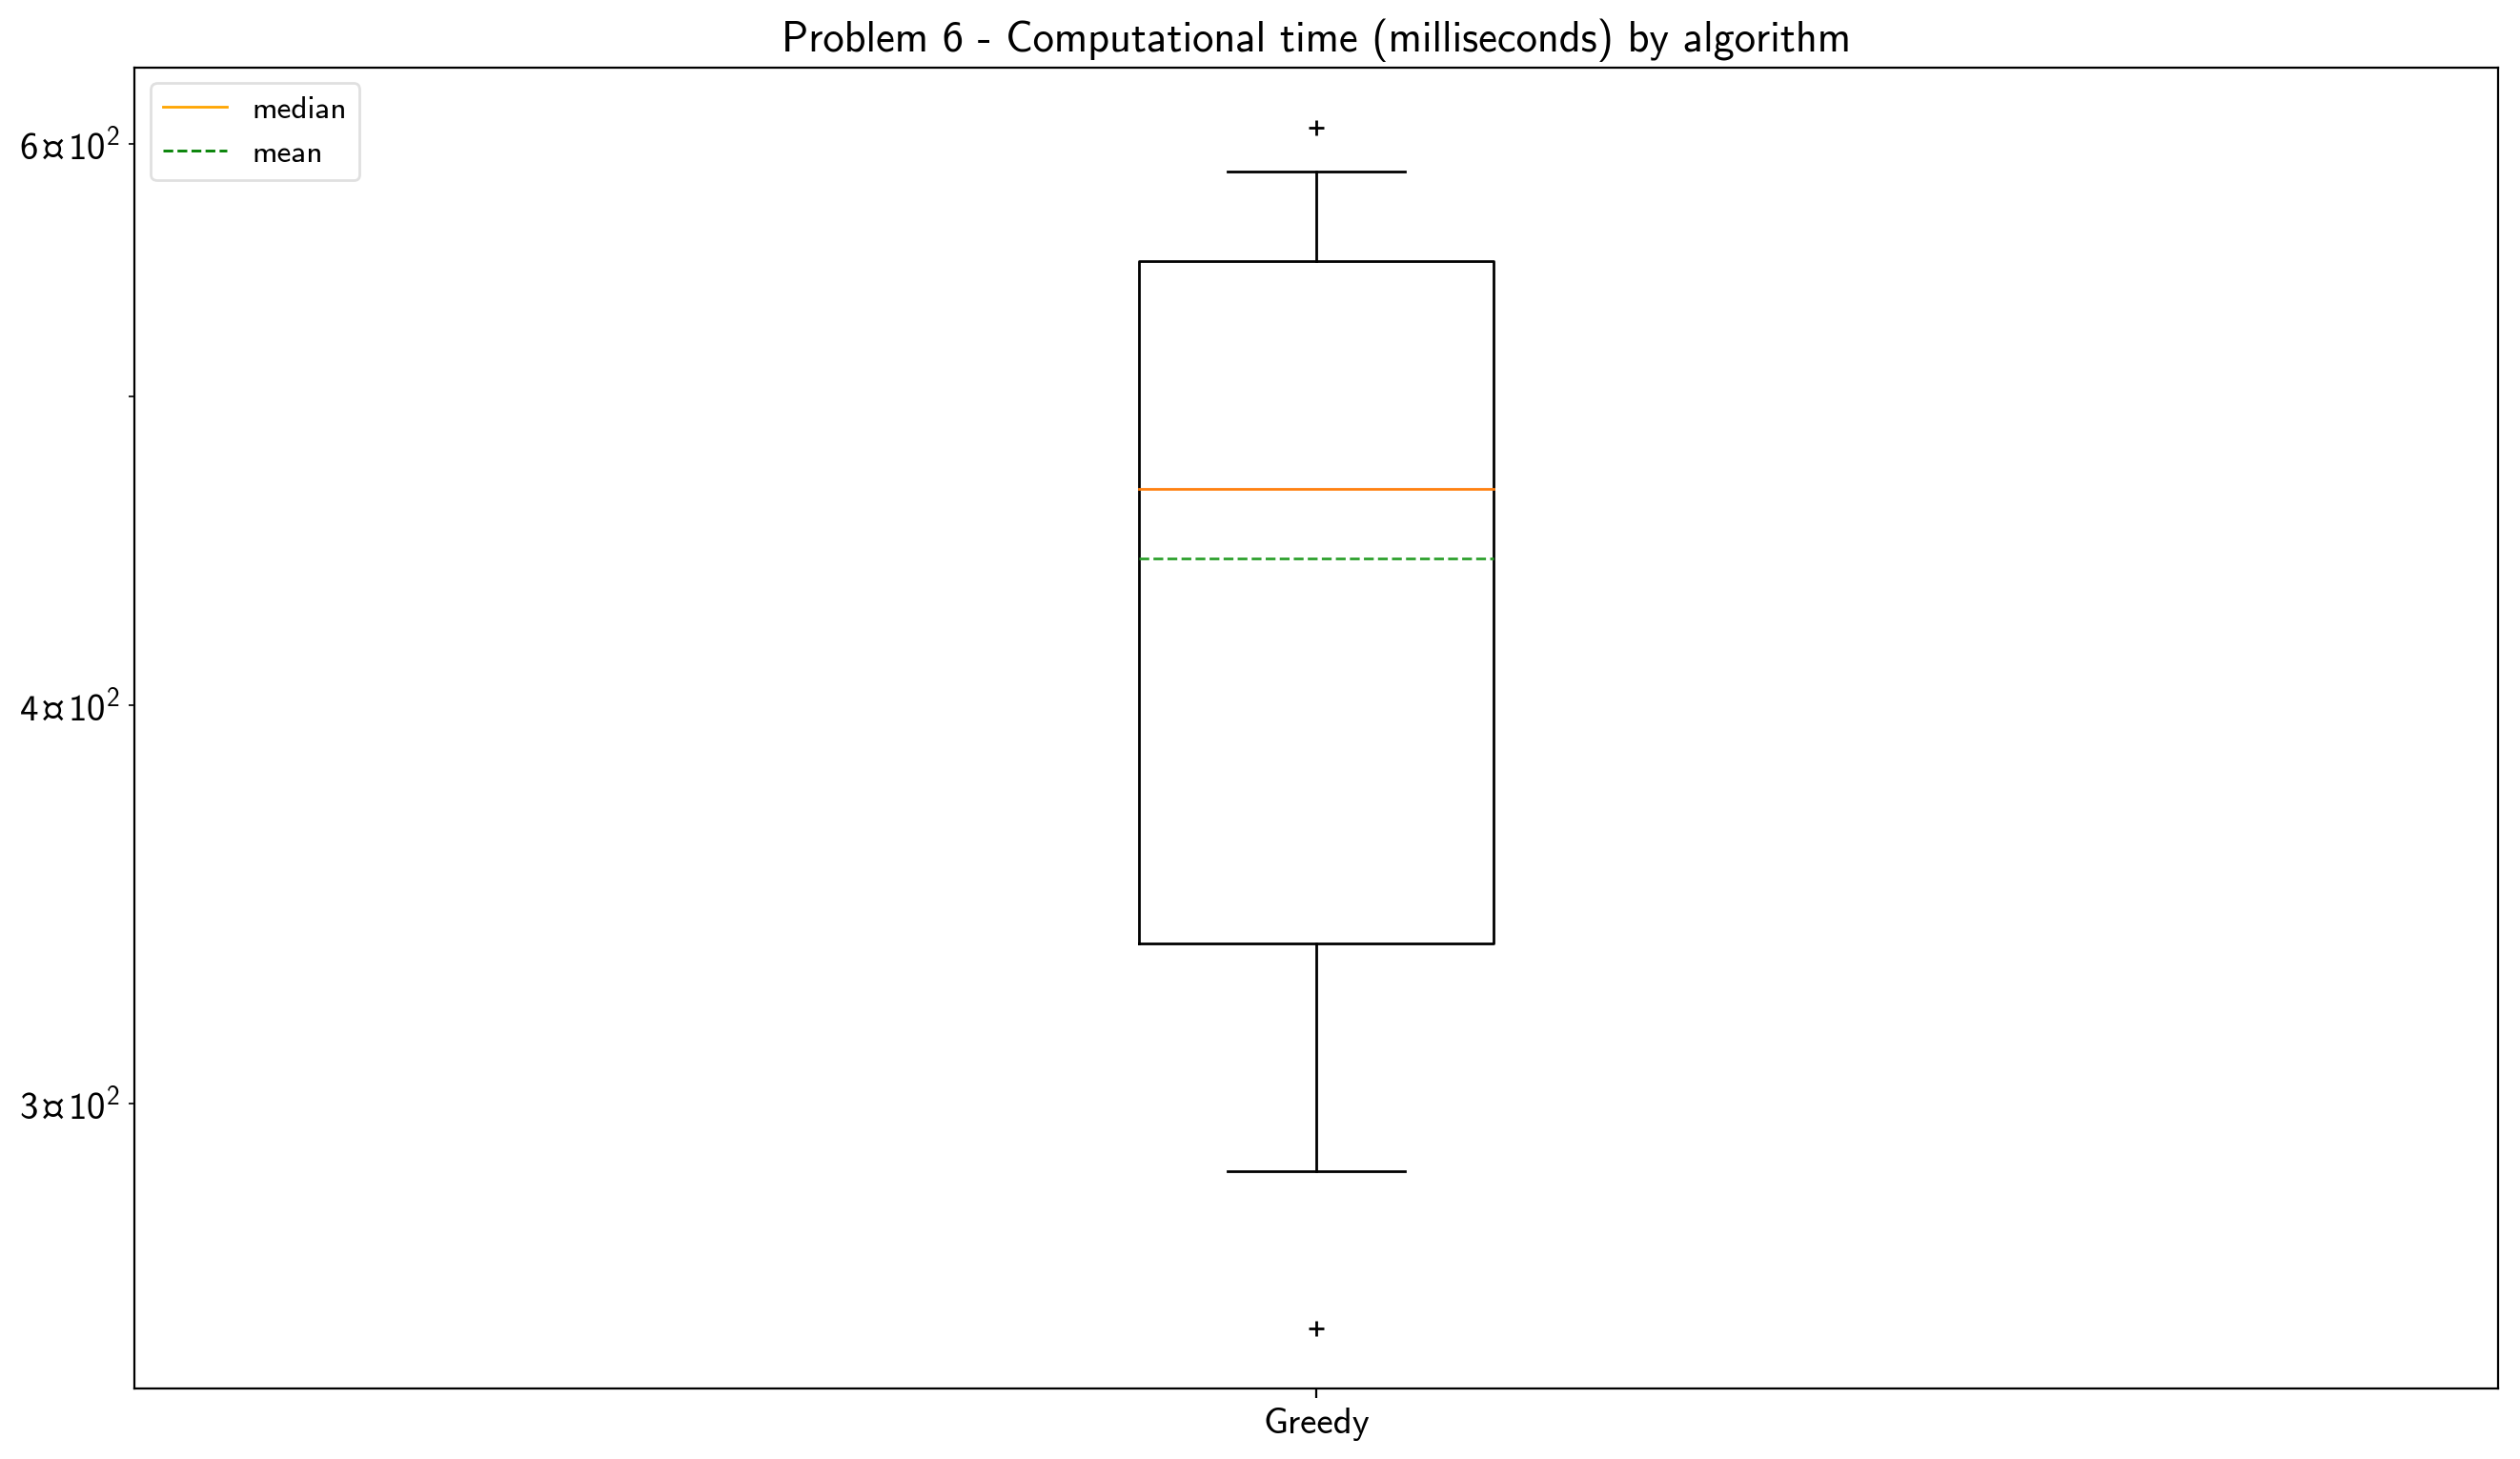 Problem 6 - Computational time (milliseconds) by algorithm
median
mean
6¤10²
4¤10²
3¤10²
Greedy